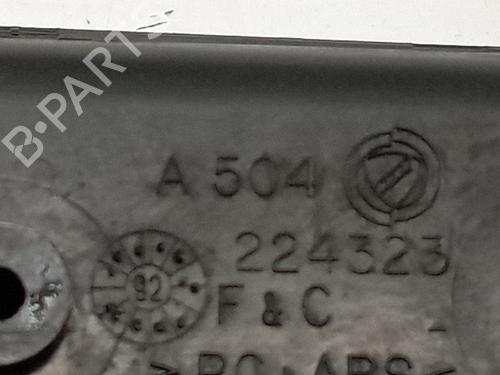 B-PARTS
A 504
224323
92
F & C
>PC+ABS<